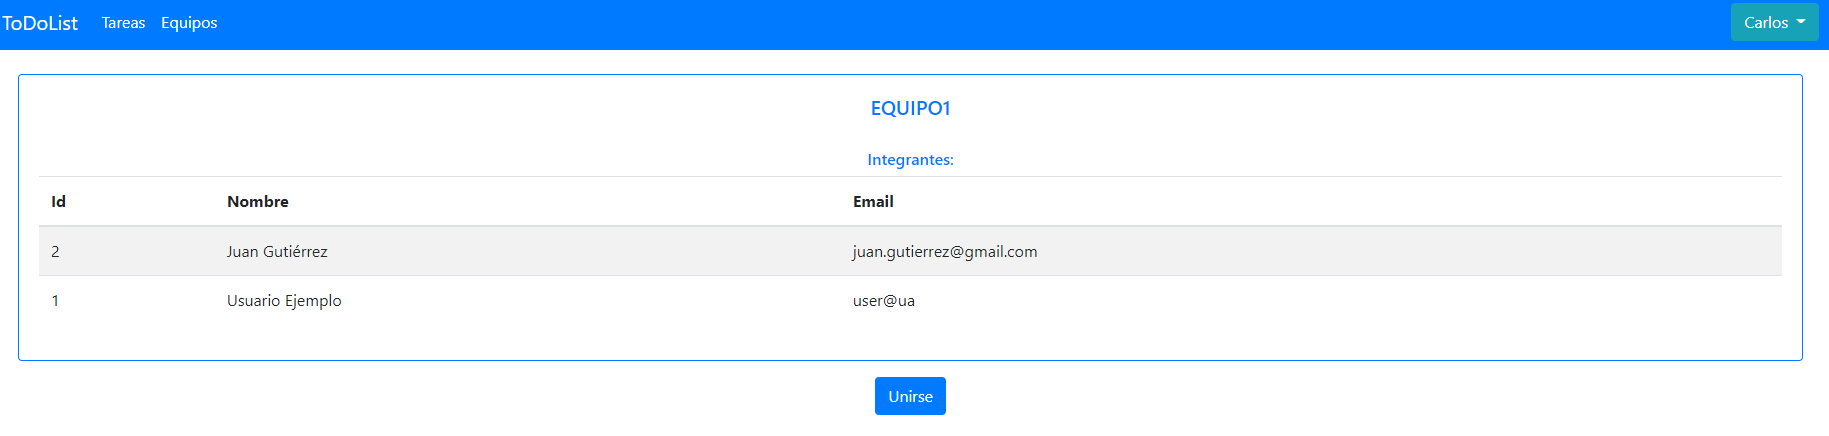 ToDoList Tareas Equipos Carlos
EQUIPO1
Integrantes:
Id Nombre Email
2 Juan Gutiérrez juan.gutierrez@gmail.com
1 Usuario Ejemplo user@ua
Unirse